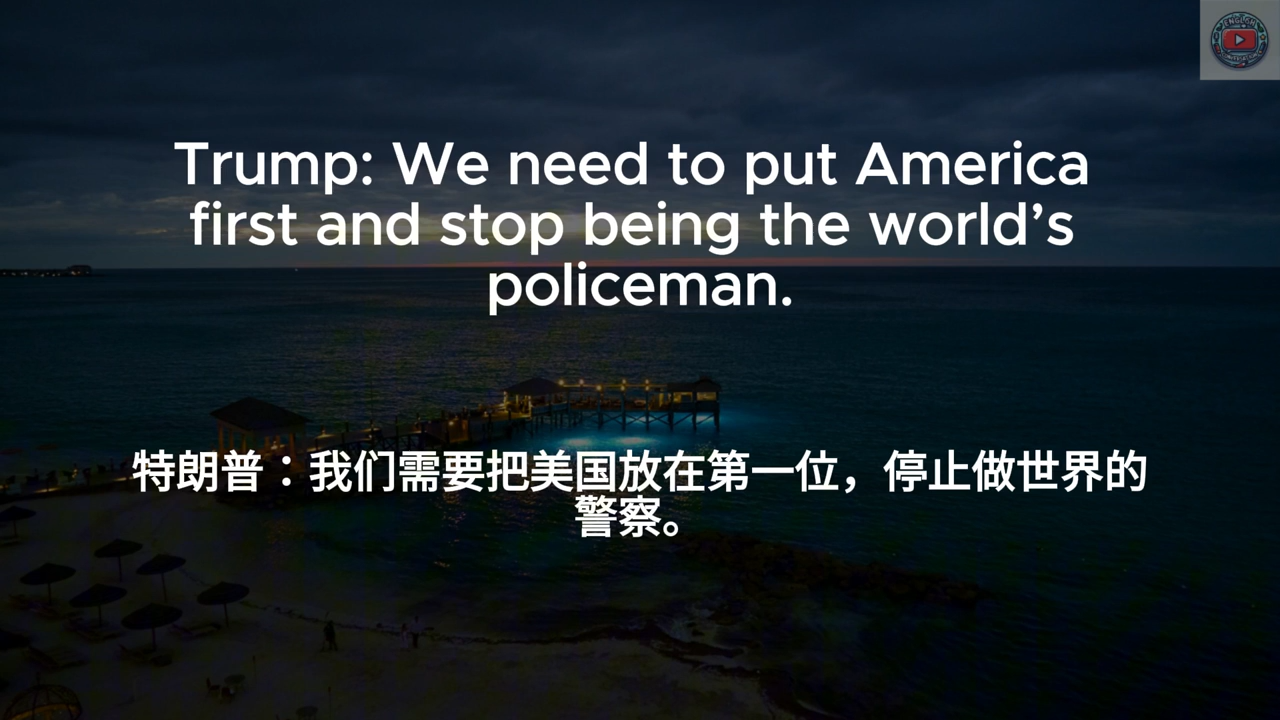 Trump: We need to put America
first and stop being the world’s
policeman.
特朗普：我们需要把美国放在第一位，停止做世界的
警察。